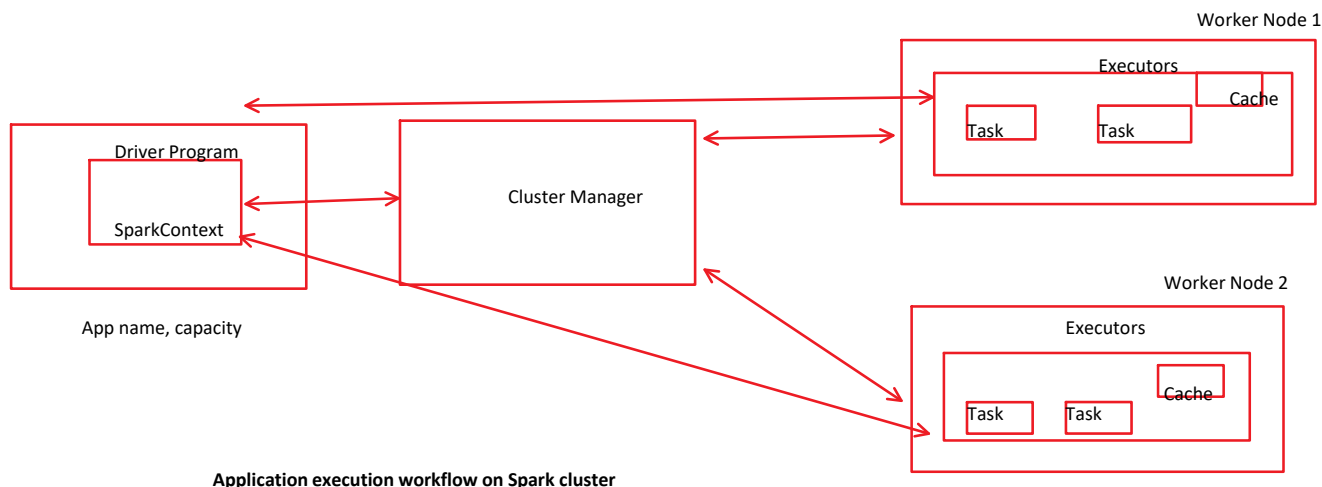 Worker Node 1
Executors
Cache
Task
Task
Driver Program
SparkContext
Cluster Manager
App name, capacity
Worker Node 2
Executors
Cache
Task
Task
Application execution workflow on Spark cluster